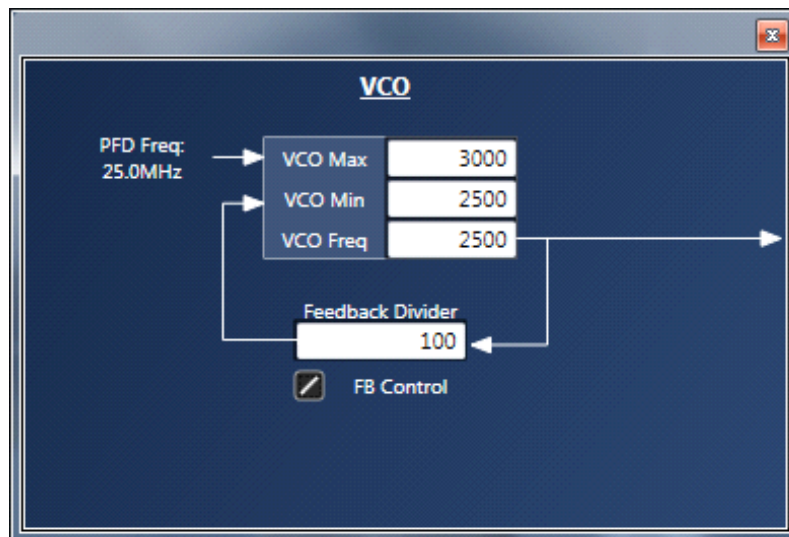 VCO
PFD Freq:
25.0MHz
VCO Max 3000
VCO Min 2500
VCO Freq 2500
Feedback Divider
100
FB Control